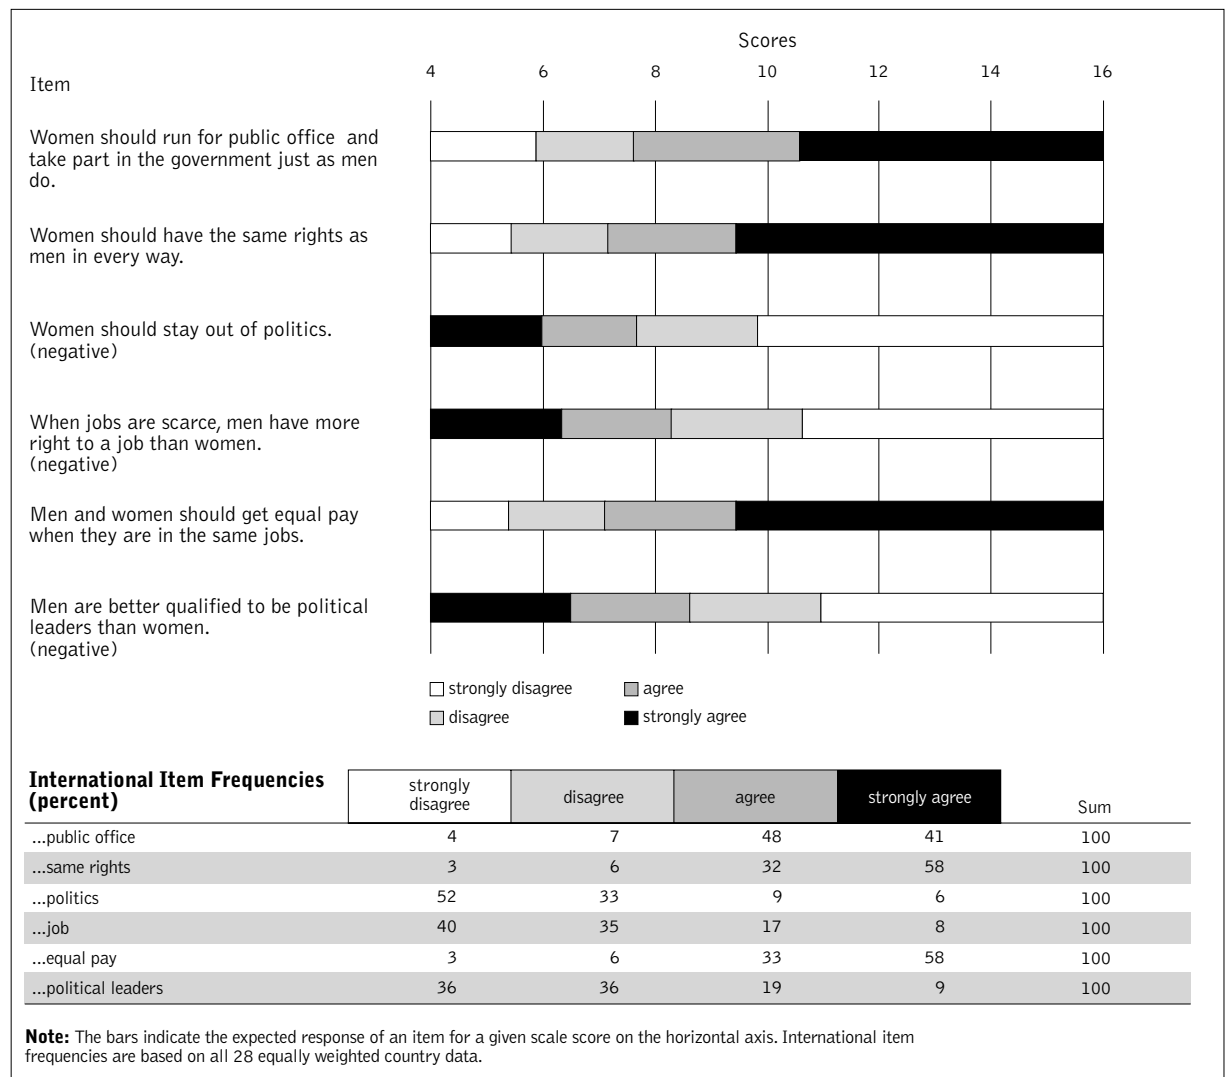 Scores
4 6 8 10 12 14 16
Item
Women should run for public office and
take part in the government just as men
do.
Women should have the same rights as
men in every way.
Women should stay out of politics.
(negative)
When jobs are scarce, men have more
right to a job than women.
(negative)
Men and women should get equal pay
when they are in the same jobs.
Men are better qualified to be political
leaders than women.
(negative)
strongly disagree agree
disagree strongly agree
International Item Frequencies
(percent)
strongly
disagree
disagree agree strongly agree Sum
...public office 4 7 48 41 100
...same rights 3 6 32 58 100
...politics 52 33 9 6 100
...job 40 35 17 8 100
...equal pay 3 6 33 58 100
...political leaders 36 36 19 9 100
Note: The bars indicate the expected response of an item for a given scale score on the horizontal axis. International item
frequencies are based on all 28 equally weighted country data.